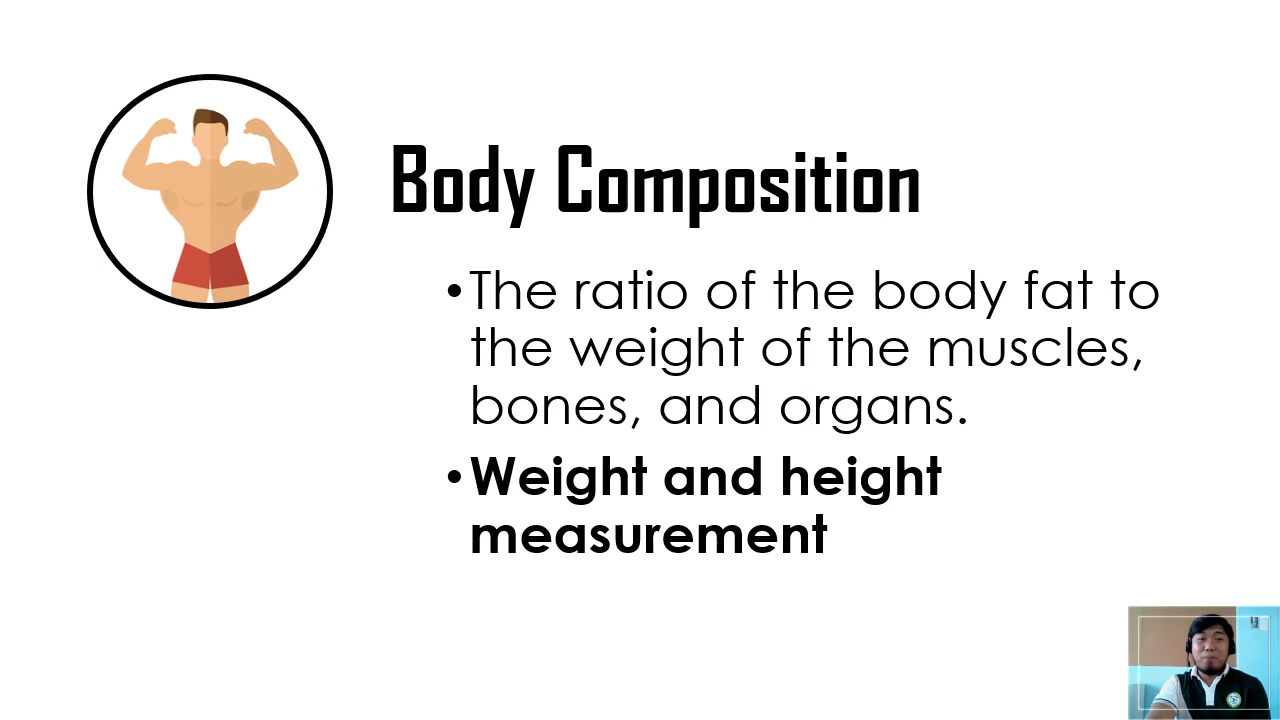 Body Composition
•The ratio of the body fat to
the weight of the muscles,
bones, and organs.
•Weight and height
measurement